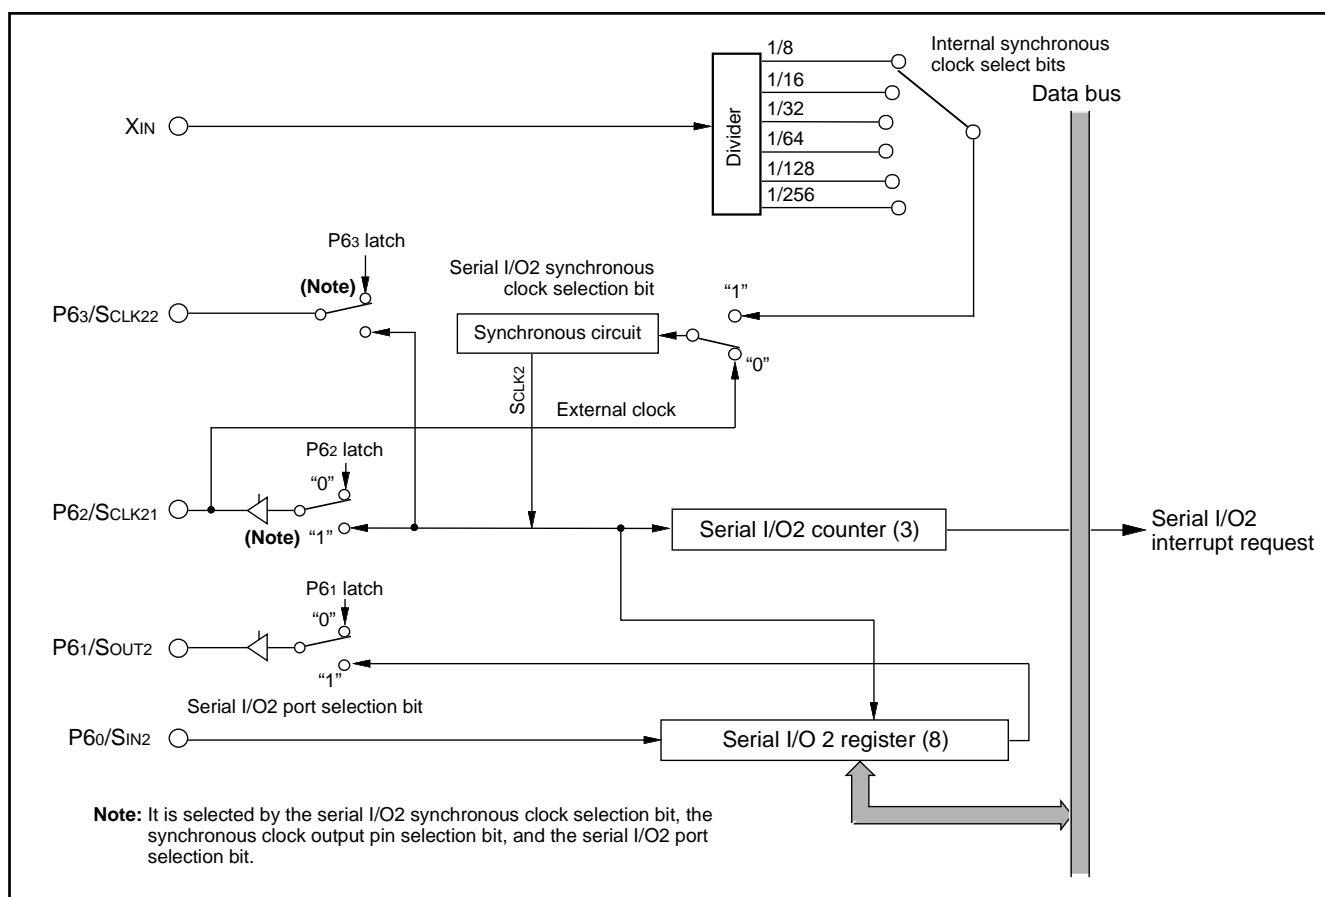 1/8
Internal synchronous
clock select bits
1/16
Data bus
1/32
XIN
Divider
1/64
1/128
1/256
P63 latch
Serial I/O2 synchronous
clock selection bit
(Note)
“1”
P63/SCLK22
Synchronous circuit
“0”
SCLK2
External clock
P62 latch
“0”
P62/SCLK21
(Note) “1”
Serial I/O2 counter (3)
Serial I/O2
interrupt request
P61 latch
“0”
P61/SOUT2
“1”
Serial I/O2 port selection bit
P60/SIN2
Serial I/O 2 register (8)
Note: It is selected by the serial I/O2 synchronous clock selection bit, the
synchronous clock output pin selection bit, and the serial I/O2 port
selection bit.